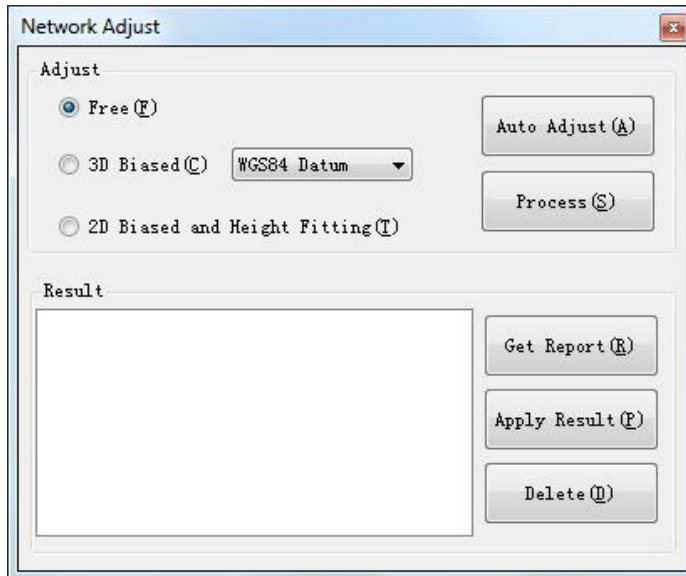 Network Adjust
Adjust
Free(F)
Auto Adjust(A)
3D Biased(C) WGS84 Datum
Process(S)
2D Biased and Height Fitting(T)
Result
Get Report(R)
Apply Result(P)
Delete(D)